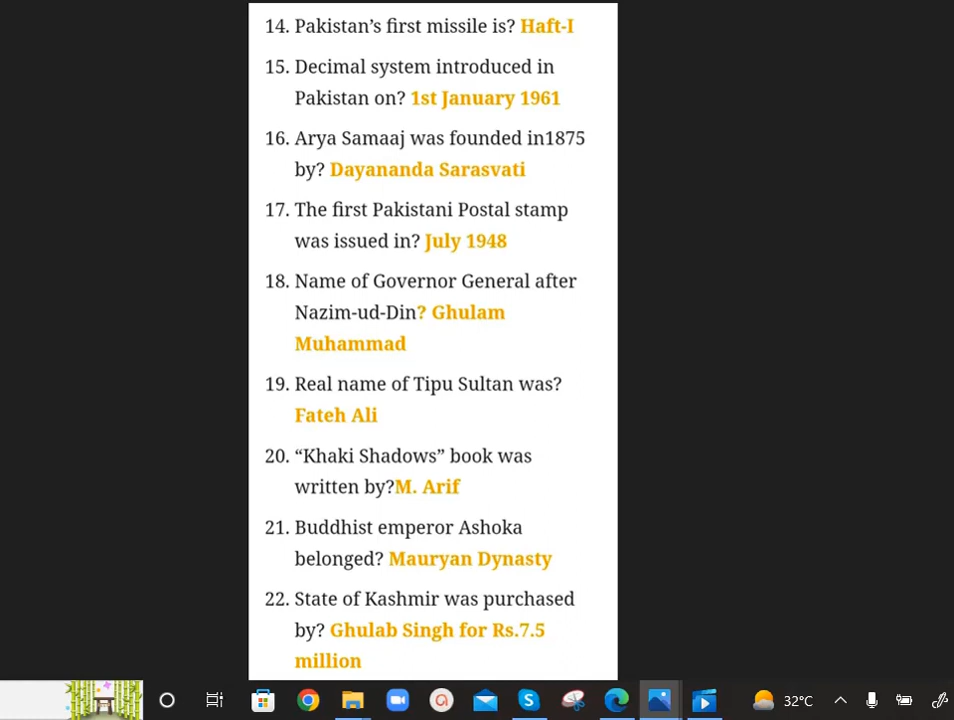 14. Pakistan’s first missile is? Haft-I
15. Decimal system introduced in
Pakistan on? 1st January 1961
16. Arya Samaaj was founded in1875
by? Dayananda Sarasvati
17. The first Pakistani Postal stamp
was issued in? July 1948
18. Name of Governor General after
Nazim-ud-Din? Ghulam
Muhammad
19. Real name of Tipu Sultan was?
Fateh Ali
20. “Khaki Shadows” book was
written by?M. Arif
21. Buddhist emperor Ashoka
belonged? Mauryan Dynasty
22. State of Kashmir was purchased
by? Ghulab Singh for Rs.7.5
million
32°C